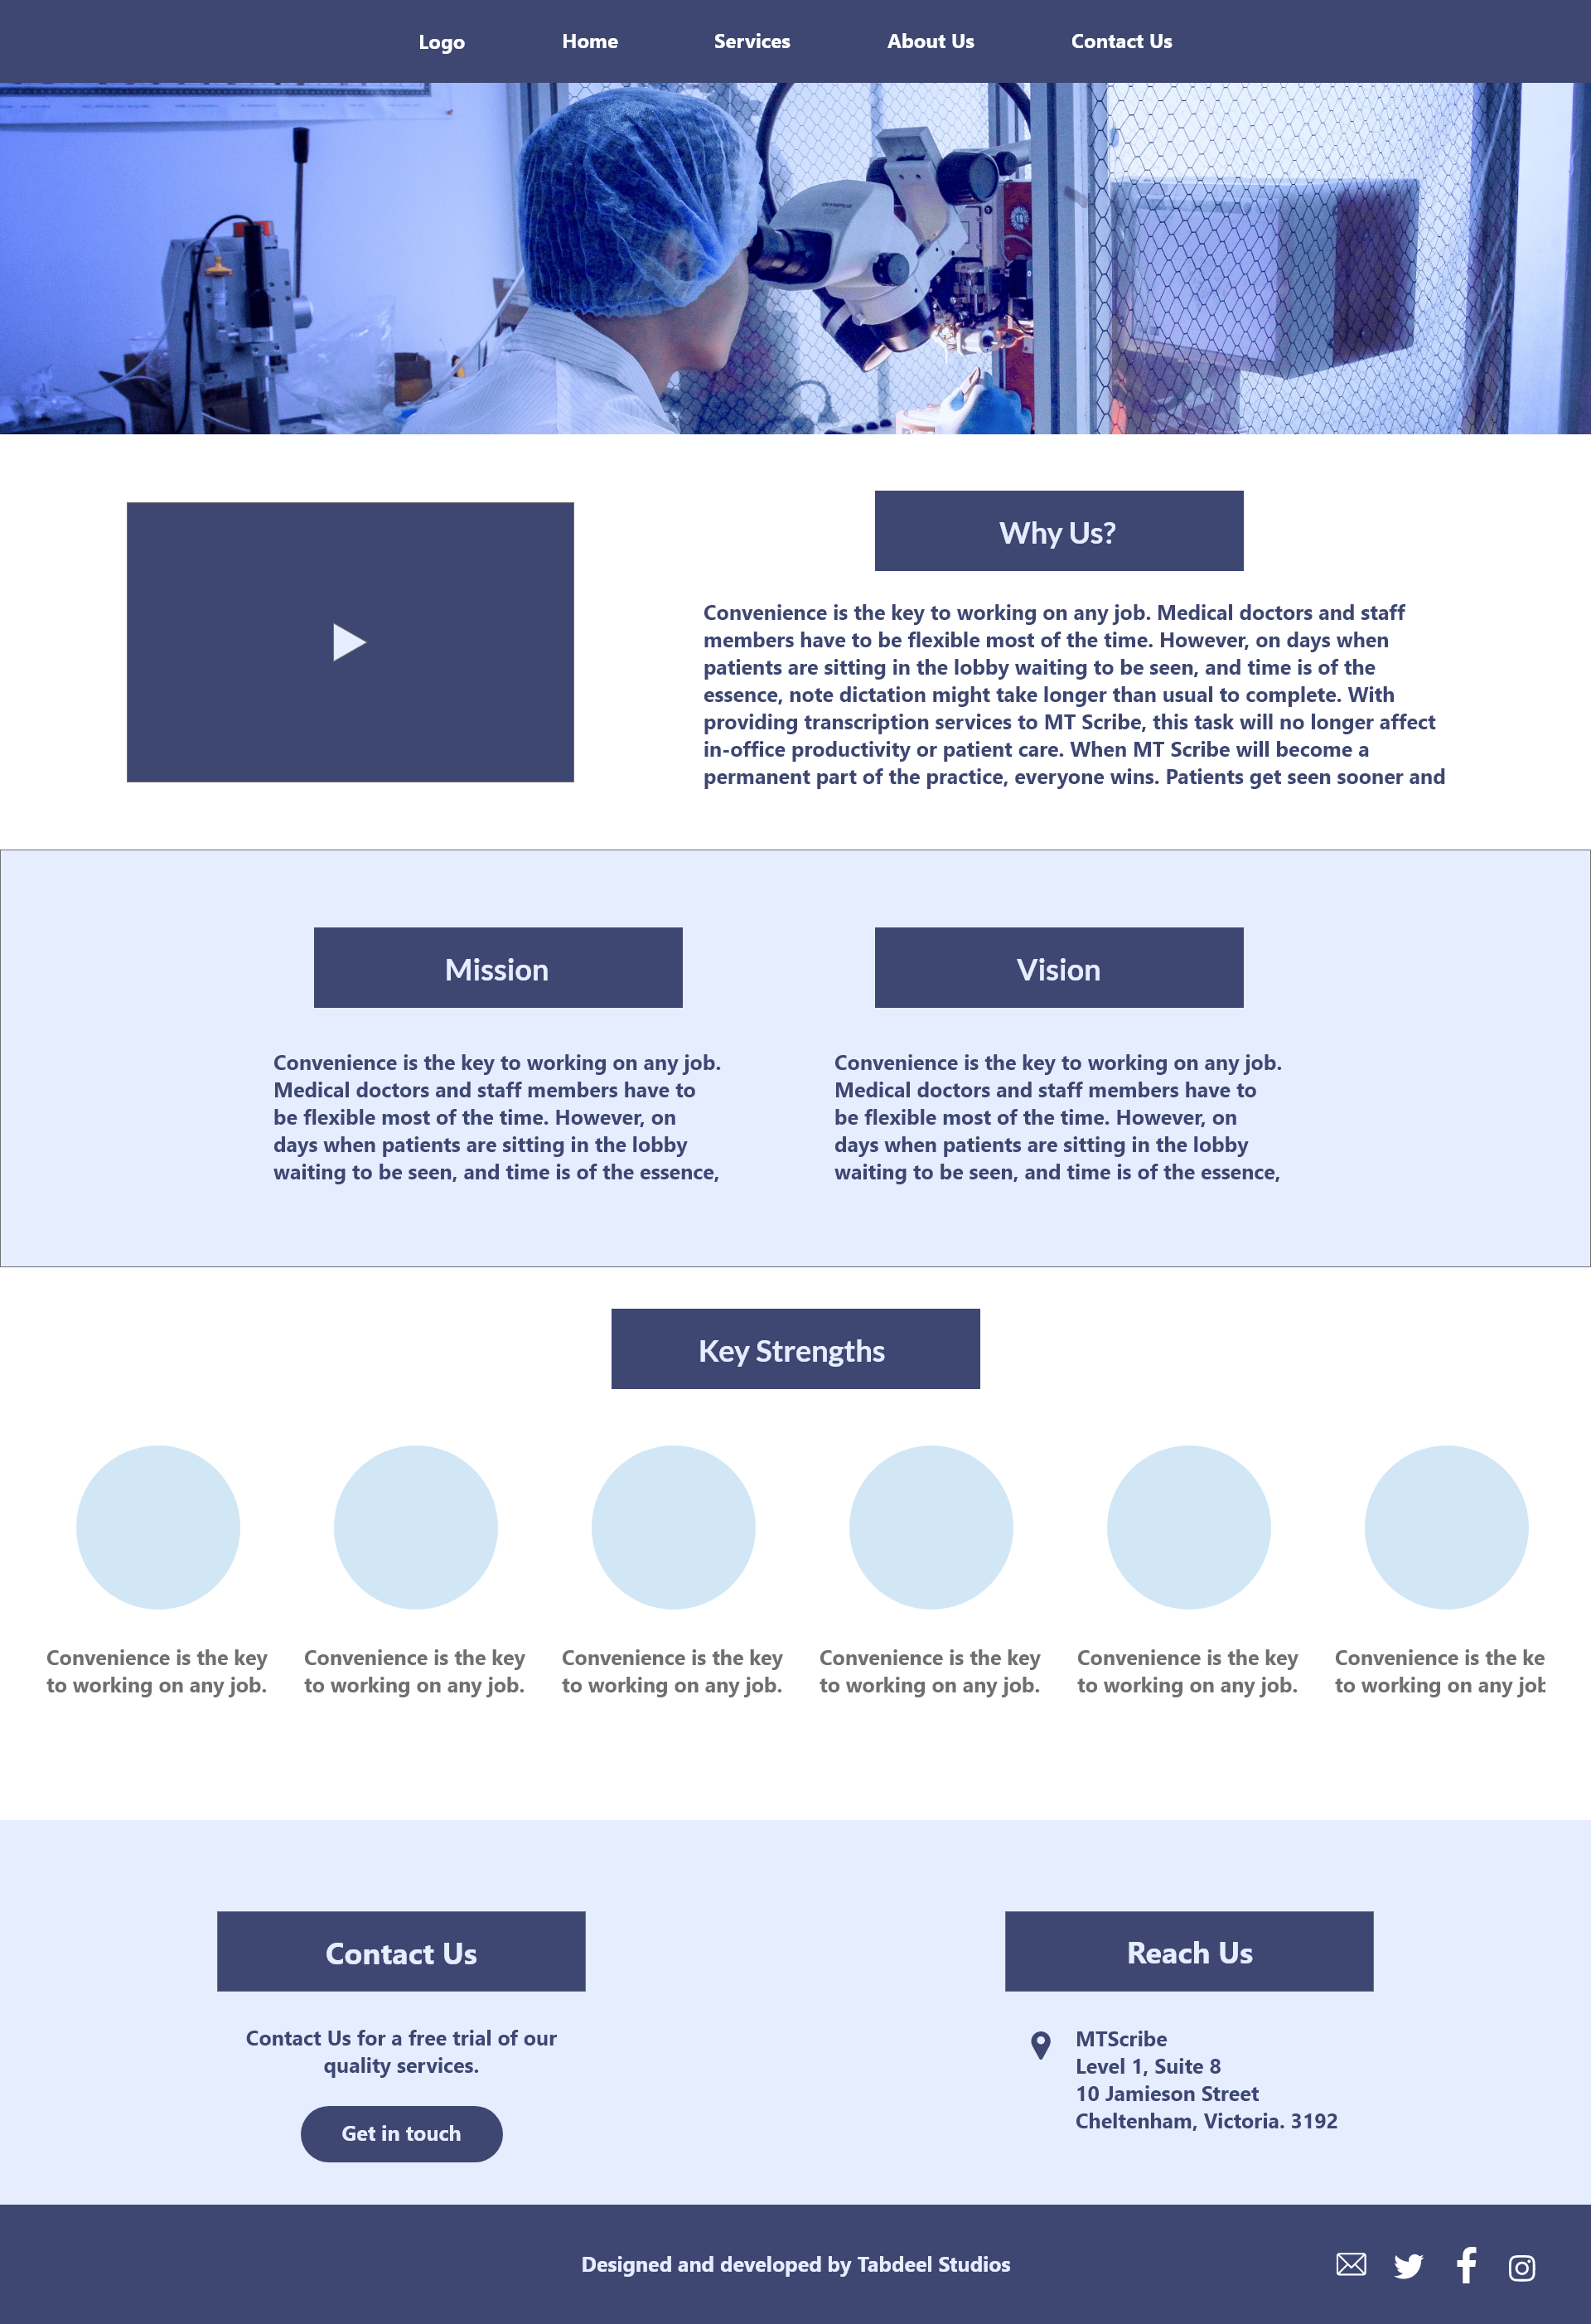 Logo Home Services About Us Contact Us
Why Us?
Convenience is the key to working on any job. Medical doctors and staff
members have to be flexible most of the time. However, on days when
patients are sitting in the lobby waiting to be seen, and time is of the
essence, note dictation might take longer than usual to complete. With
providing transcription services to MT Scribe, this task will no longer affect
in-office productivity or patient care. When MT Scribe will become a
permanent part of the practice, everyone wins. Patients get seen sooner and
Mission
Convenience is the key to working on any job.
Medical doctors and staff members have to
be flexible most of the time. However, on
days when patients are sitting in the lobby
waiting to be seen, and time is of the essence,
Vision
Convenience is the key to working on any job.
Medical doctors and staff members have to
be flexible most of the time. However, on
days when patients are sitting in the lobby
waiting to be seen, and time is of the essence,
Key Strengths
Convenience is the key
to working on any job.
Convenience is the key
to working on any job.
Convenience is the key
to working on any job.
Convenience is the key
to working on any job.
Convenience is the key
to working on any job.
Convenience is the ke
to working on any job
Contact Us
Contact Us for a free trial of our
quality services.
Get in touch
Reach Us
MTScribe
Level 1, Suite 8
10 Jamieson Street
Cheltenham, Victoria. 3192
Designed and developed by Tabdeel Studios